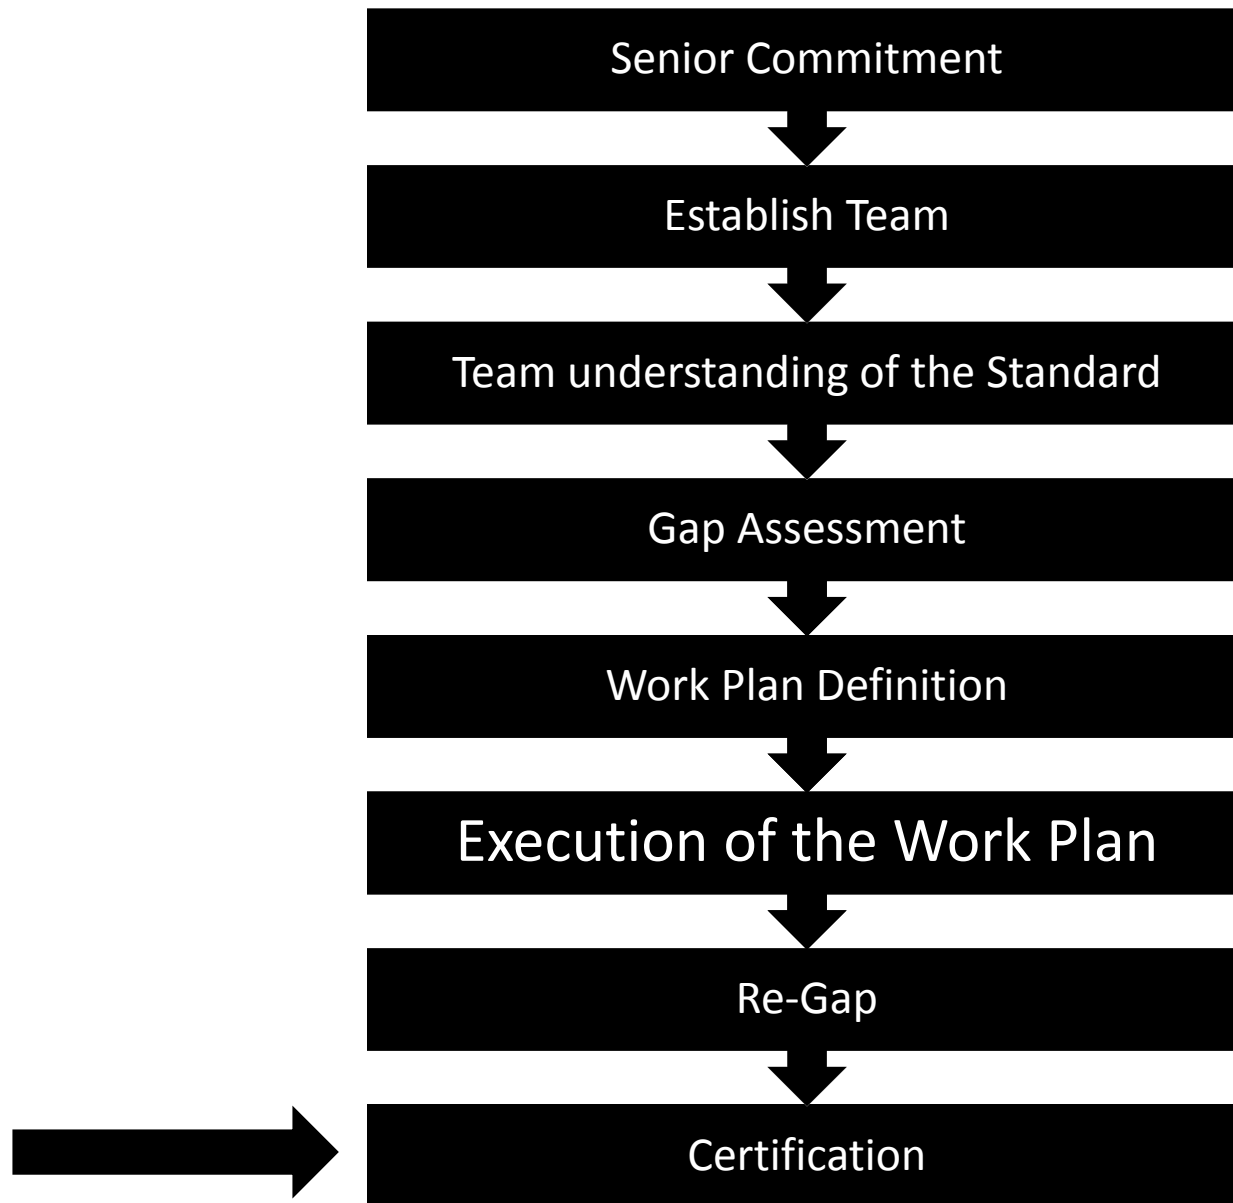 Senior Commitment
Establish Team
Team understanding of the Standard
Gap Assessment
Work Plan Definition
Execution of the Work Plan
Re-Gap
Certification